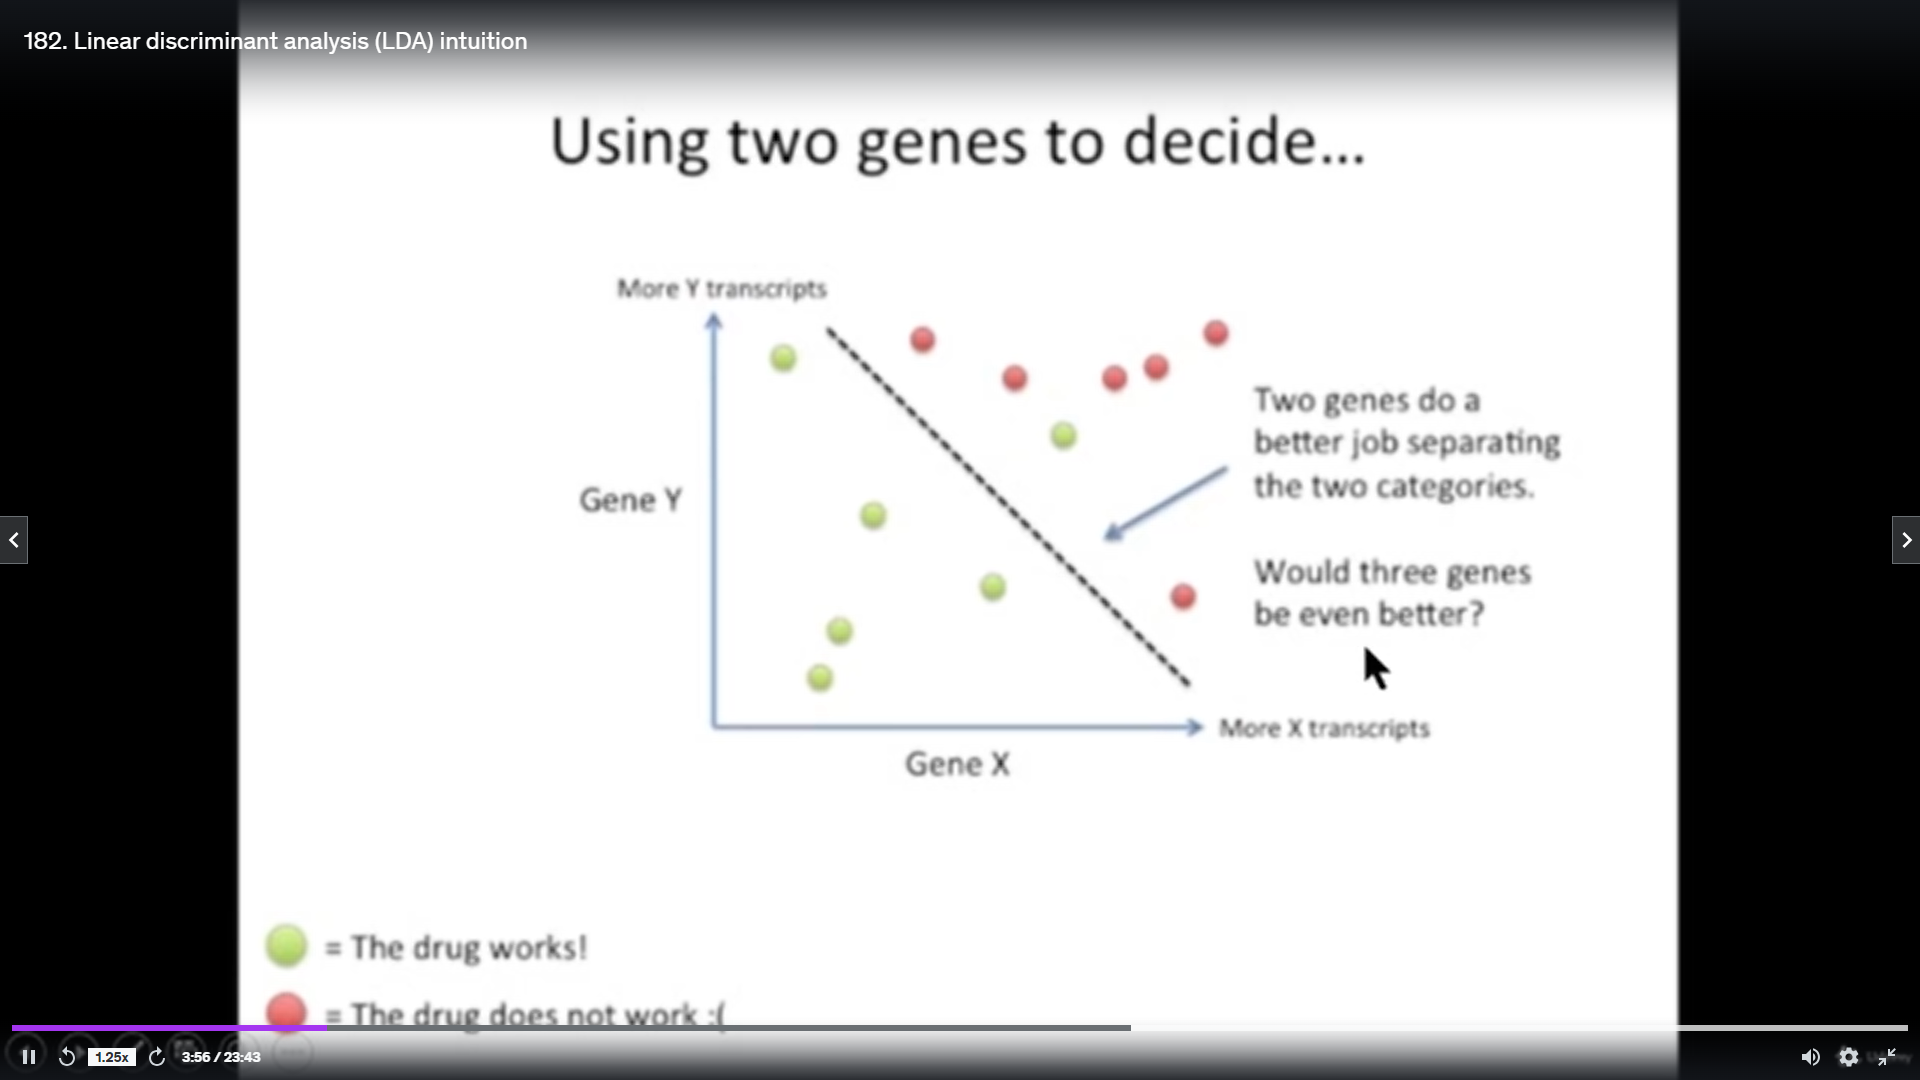 182. Linear discriminant analysis (LDA) intuition
Using two genes to decide...
More Y transcripts
Two genes do a
better job separating
the two categories.
Gene Y
Would three genes
be even better?
More X transcripts
Gene X
= The drug works!
= The drug does not work :(
1.25x
3:56 / 23:43